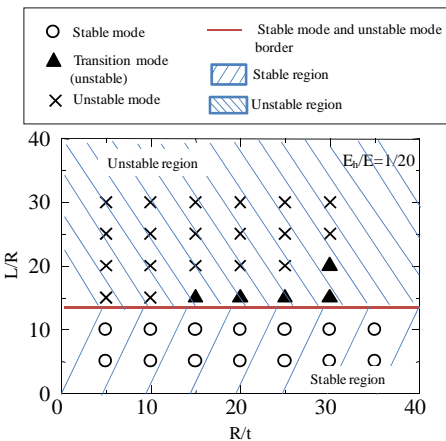 Stable mode
Transition mode
(unstable)
Unstable mode
Stable mode and unstable mode
border
Stable region
Unstable region
40
30
20
10
0
L/R
Unstable region
E_h/E=1/20
Stable region
0
10
20
30
40
R/t